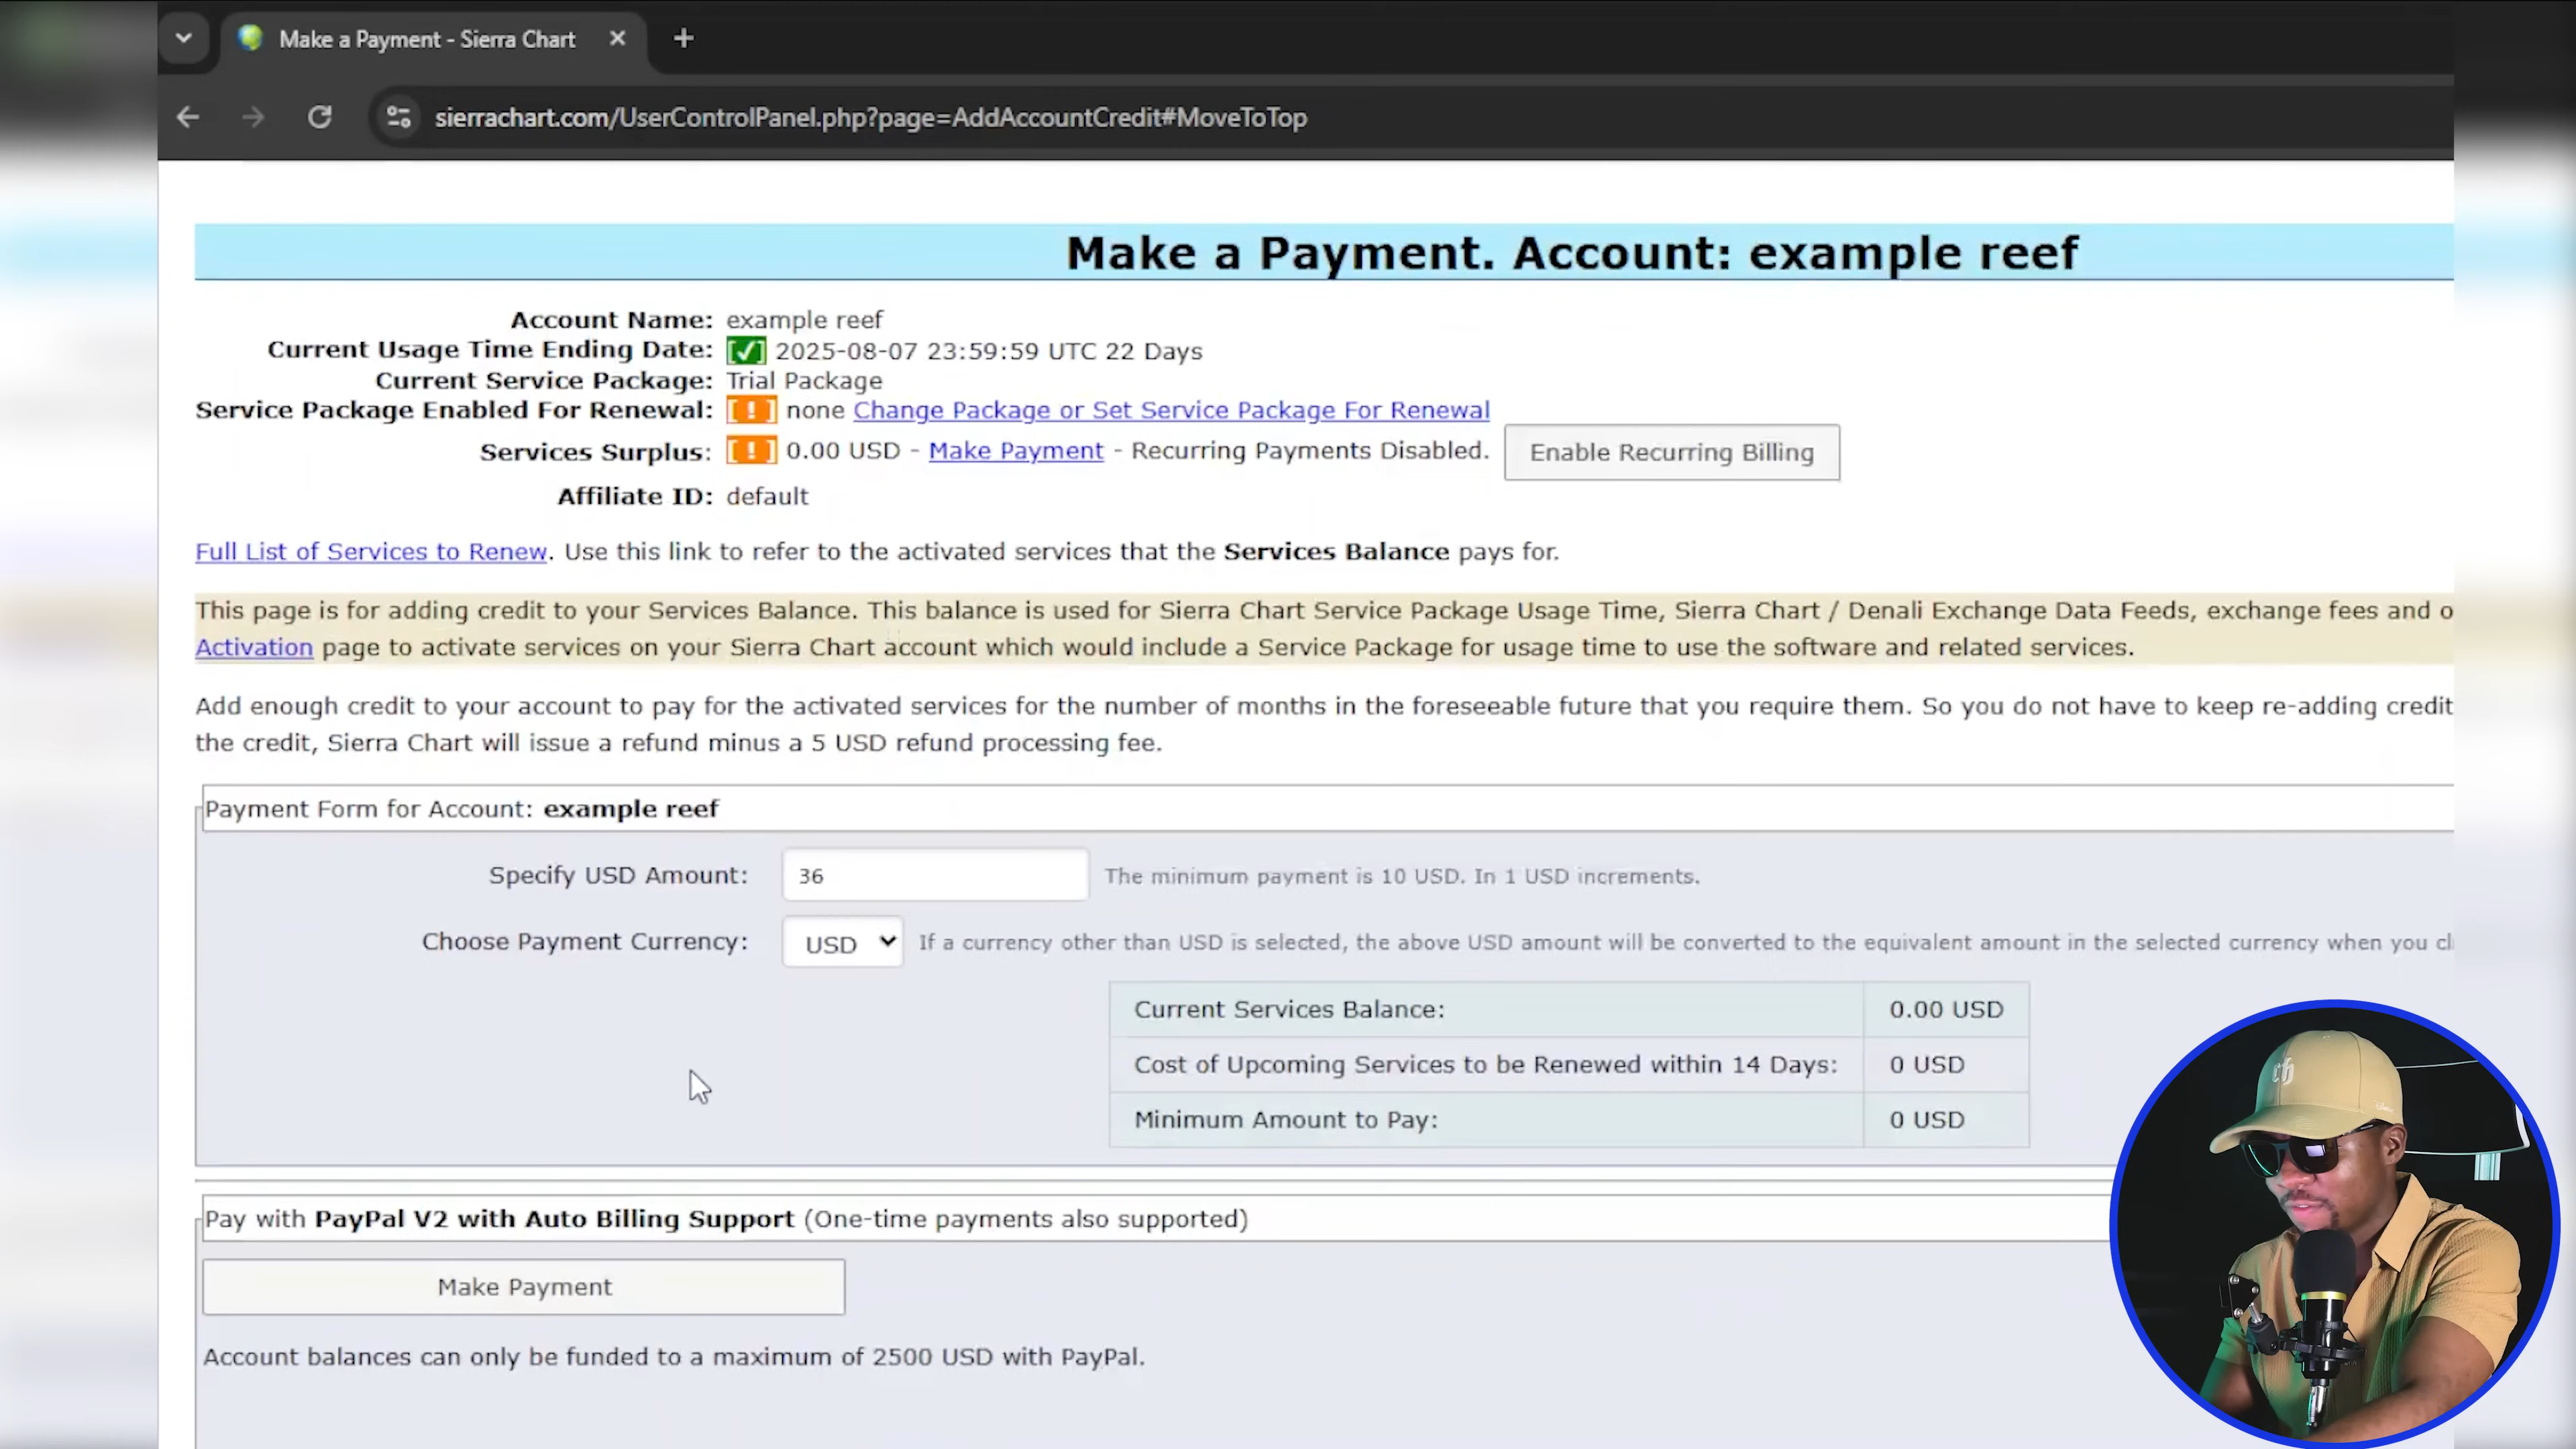 Make a Payment - Sierra Chart
sierrachart.com/UserControlPanel.php?page=AddAccountCredit#MoveToTop
Make a Payment. Account: example reef
Account Name: example reef
Current Usage Time Ending Date: [✓] 2025-08-07 23:59:59 UTC 22 Days
Current Service Package: Trial Package
Service Package Enabled For Renewal: [ ! ] none Change Package or Set Service Package For Renewal
Services Surplus: [ ! ] 0.00 USD - Make Payment - Recurring Payments Disabled. Enable Recurring Billing
Affiliate ID: default
Full List of Services to Renew. Use this link to refer to the activated services that the Services Balance pays for.
This page is for adding credit to your Services Balance. This balance is used for Sierra Chart Service Package Usage Time, Sierra Chart / Denali Exchange Data Feeds, exchange fees and o
Activation page to activate services on your Sierra Chart account which would include a Service Package for usage time to use the software and related services.
Add enough credit to your account to pay for the activated services for the number of months in the foreseeable future that you require them. So you do not have to keep re-adding credit
the credit, Sierra Chart will issue a refund minus a 5 USD refund processing fee.
Payment Form for Account: example reef
Specify USD Amount: 36 The minimum payment is 10 USD. In 1 USD increments.
Choose Payment Currency: USD If a currency other than USD is selected, the above USD amount will be converted to the equivalent amount in the selected currency when you cl
Current Services Balance: 0.00 USD
Cost of Upcoming Services to be Renewed within 14 Days: 0 USD
Minimum Amount to Pay: 0 USD
Pay with PayPal V2 with Auto Billing Support (One-time payments also supported)
Make Payment
Account balances can only be funded to a maximum of 2500 USD with PayPal.